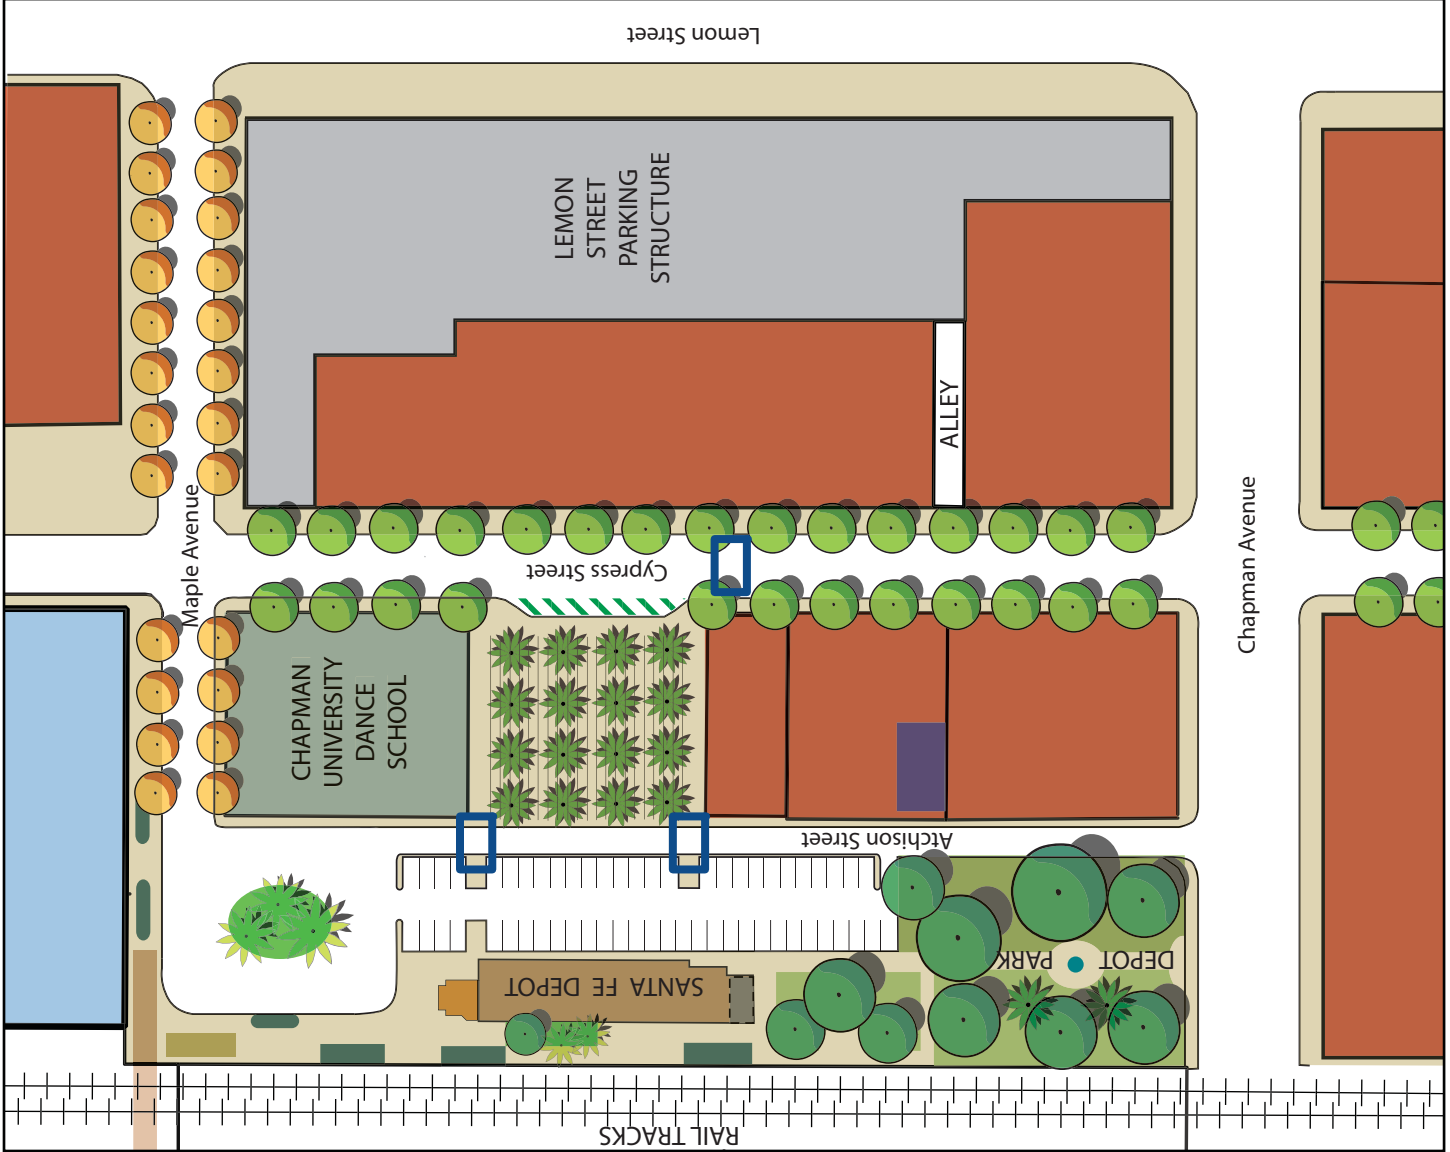 Lemon Street
LEMON
STREET
PARKING
STRUCTURE
ALLEY
Maple Avenue
Cypress Street
Chapman Avenue
CHAPMAN
UNIVERSITY
DANCE
SCHOOL
Atchison Street
DEPOT PARK
SANTA FE DEPOT
RAIL TRACKS